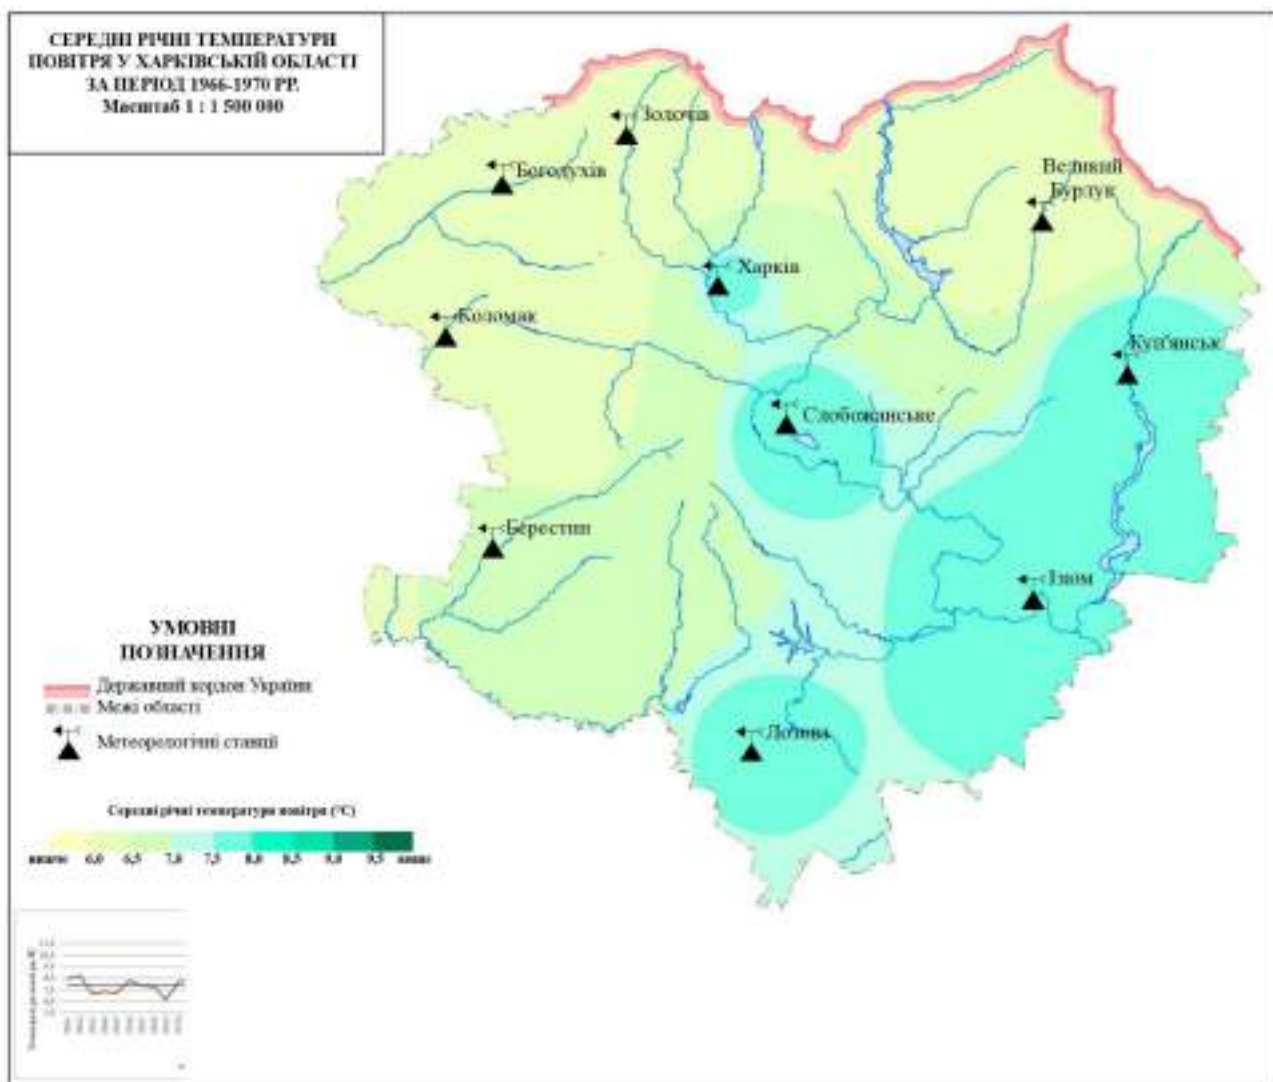 СЕРЕДНІ РІЧНІ ТЕМПЕРАТУРИ
ПОВІТРЯ У ХАРКІВСЬКІЙ ОБЛАСТІ
ЗА ПЕРІОД 1966-1970 РР.
Масштаб 1 : 1 500 000
Золочів
Богодухів
Великий
Бурлук
Харків
Коломак
Куп'янськ
Слобожанське
Берестин
Ізюм
Лозова
УМОВНІ
ПОЗНАЧЕННЯ
Державний кордон України
Межі області
Метеорологічні станції
Середні річні температури повітря (°C)
нижче 6,0 6,5 7,0 7,5 8,0 8,5 9,0 9,5 вище